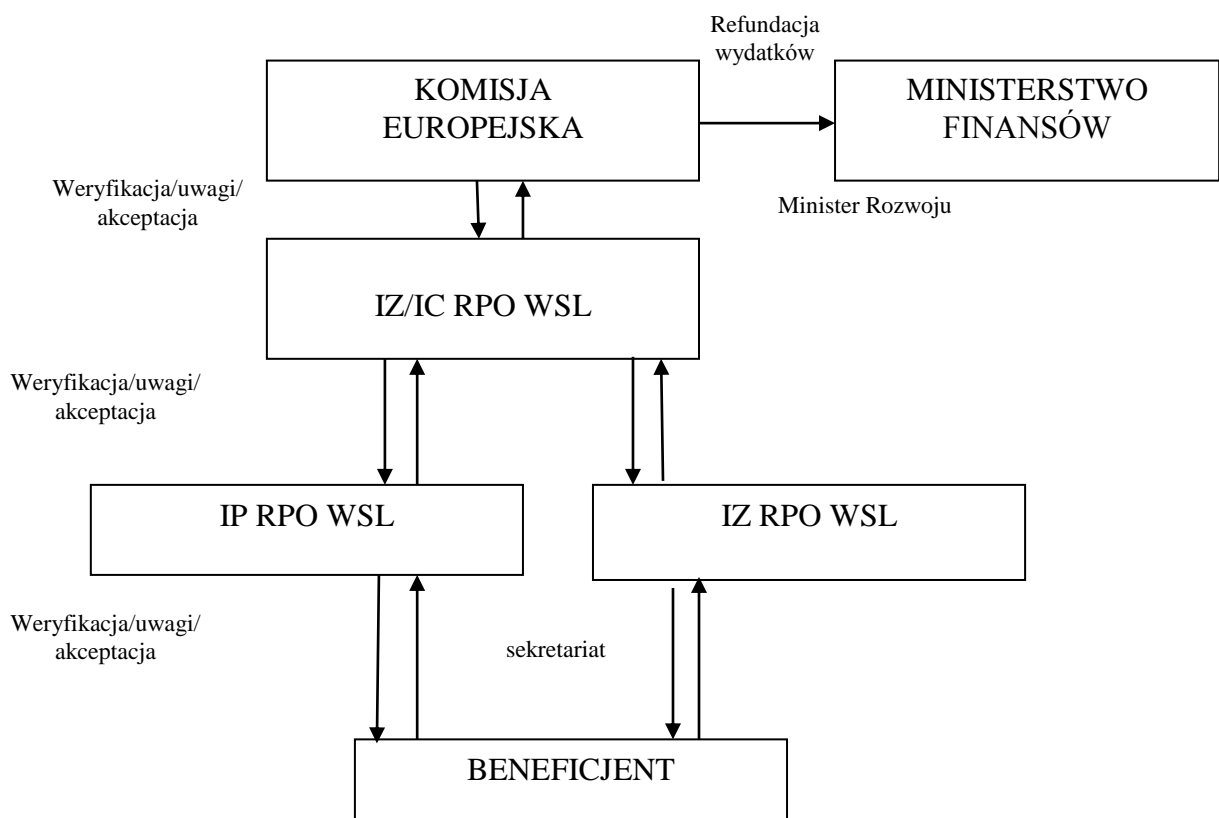 Refundacja
wydatków
KOMISJA
EUROPEJSKA
MINISTERSTWO
FINANSÓW
Weryfikacja/uwagi/
akceptacja
Minister Rozwoju
IZ/IC RPO WSL
Weryfikacja/uwagi/
akceptacja
IP RPO WSL
IZ RPO WSL
Weryfikacja/uwagi/
akceptacja
sekretariat
BENEFICJENT